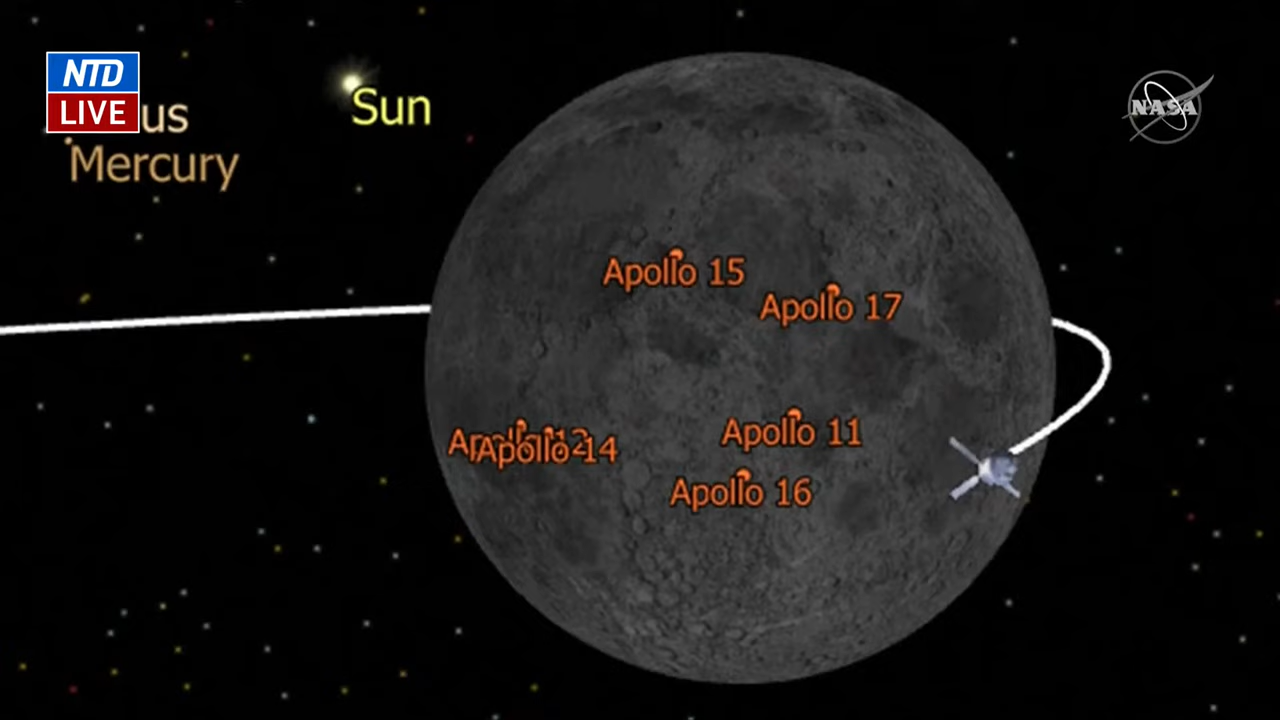 NTD
LIVE
us
Mercury
Sun
NASA
Apollo 15
Apollo 17
Apollo 11
Apollo 14
Apollo 16